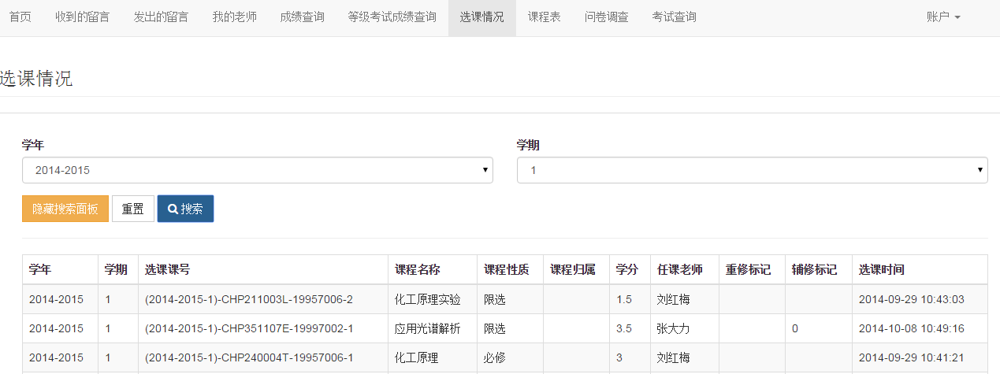 首页 收到的留言 发出的留言 我的老师 成绩查询 等级考试成绩查询 选课情况 课程表 问卷调查 考试查询 账户
选课情况
学年 学期
2014-2015 1
隐藏搜索面板 重置 搜索
学年 学期 选课课号 课程名称 课程性质 课程归属 学分 任课老师 重修标记 辅修标记 选课时间
2014-2015 1 (2014-2015-1)-CHP211003L-19957006-2 化工原理实验 限选 1.5 刘红梅 2014-09-29 10:43:03
2014-2015 1 (2014-2015-1)-CHP351107E-19997002-1 应用光谱解析 限选 3.5 张大力 0 2014-10-08 10:49:16
2014-2015 1 (2014-2015-1)-CHP240004T-19957006-1 化工原理 必修 3 刘红梅 2014-09-29 10:41:21